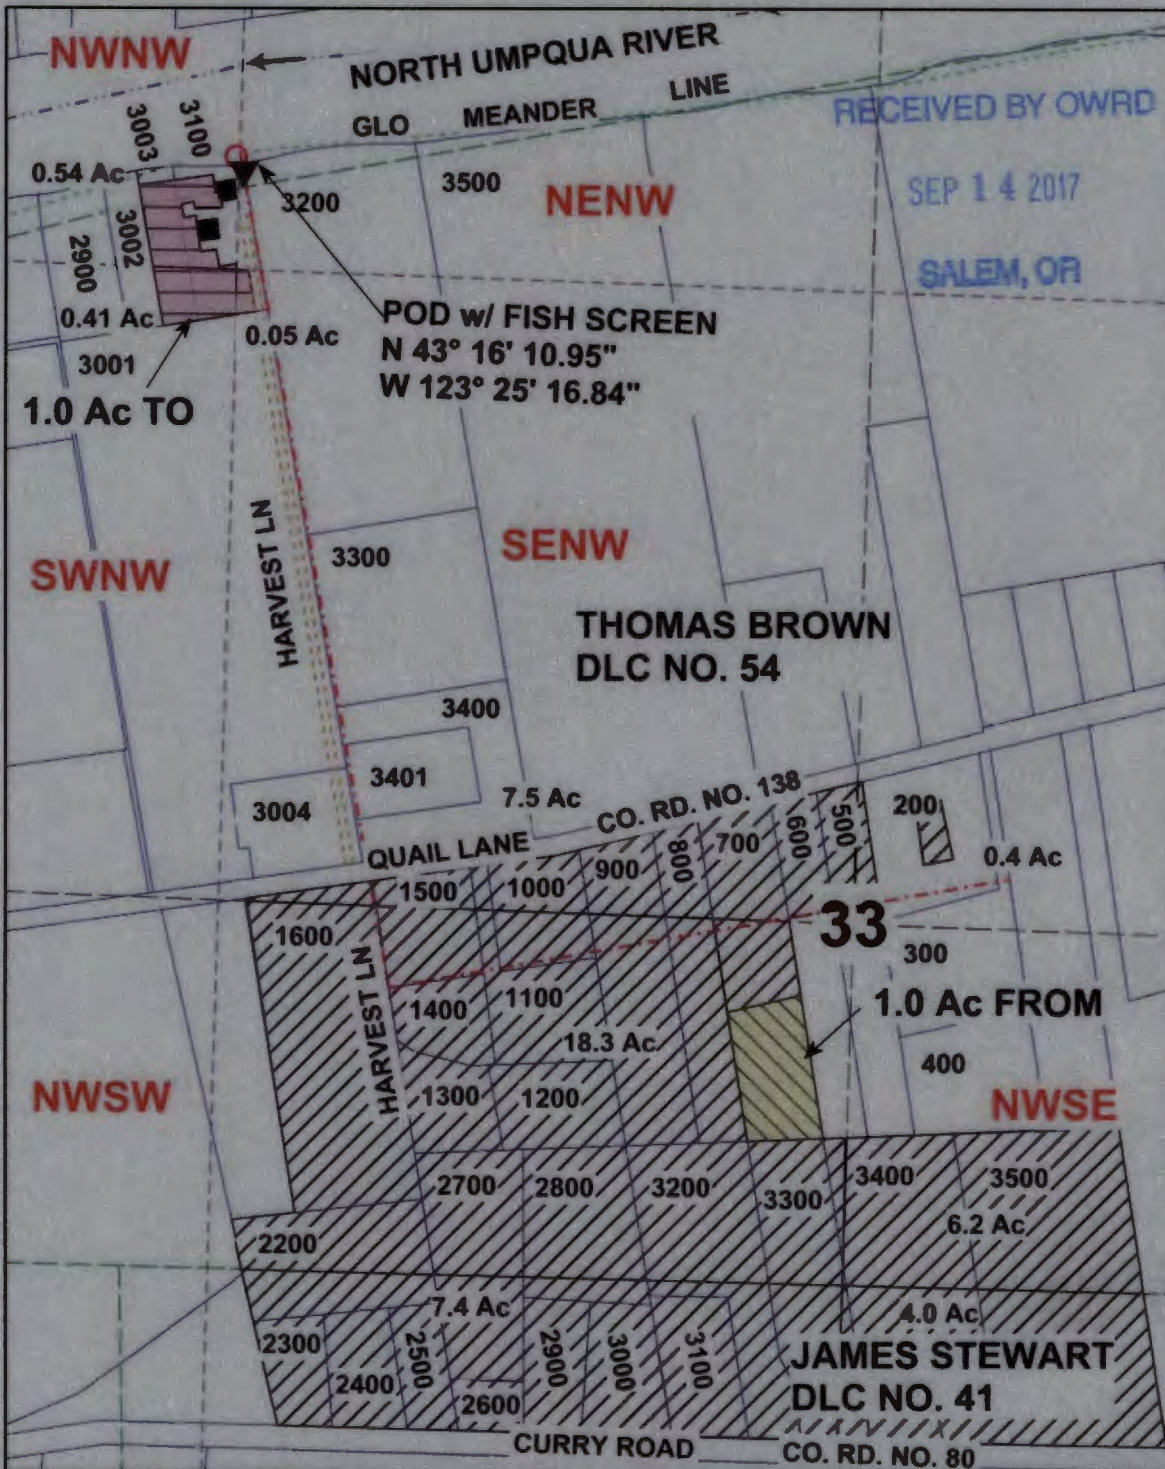 NWNW
NORTH UMPQUA RIVER
GLO MEANDER LINE
RECEIVED BY OWRD
SEP 14 2017
SALEM, OR
3003
3100
0.54 Ac
3200
3500
NENW
2900
3002
0.41 Ac
0.05 Ac
3001
1.0 Ac TO
POD w/ FISH SCREEN
N 43° 16' 10.95"
W 123° 25' 16.84"
HARVEST LN
SWNW
3300
SENW
THOMAS BROWN
DLC NO. 54
3400
3401
3004
7.5 Ac
QUAIL LANE
CO. RD. NO. 138
200
0.4 Ac
1500
1000
900
800
700
600
500
1600
33
300
HARVEST LN
1400
1100
1.0 Ac FROM
18.3 Ac
400
NWSW
1300
1200
NWSE
2700
2800
3200
3300
3400
3500
6.2 Ac
2200
7.4 Ac
4.0 Ac
2300
2400
2500
2600
2900
3000
3100
JAMES STEWART
DLC NO. 41
CURRY ROAD
CO. RD. NO. 80